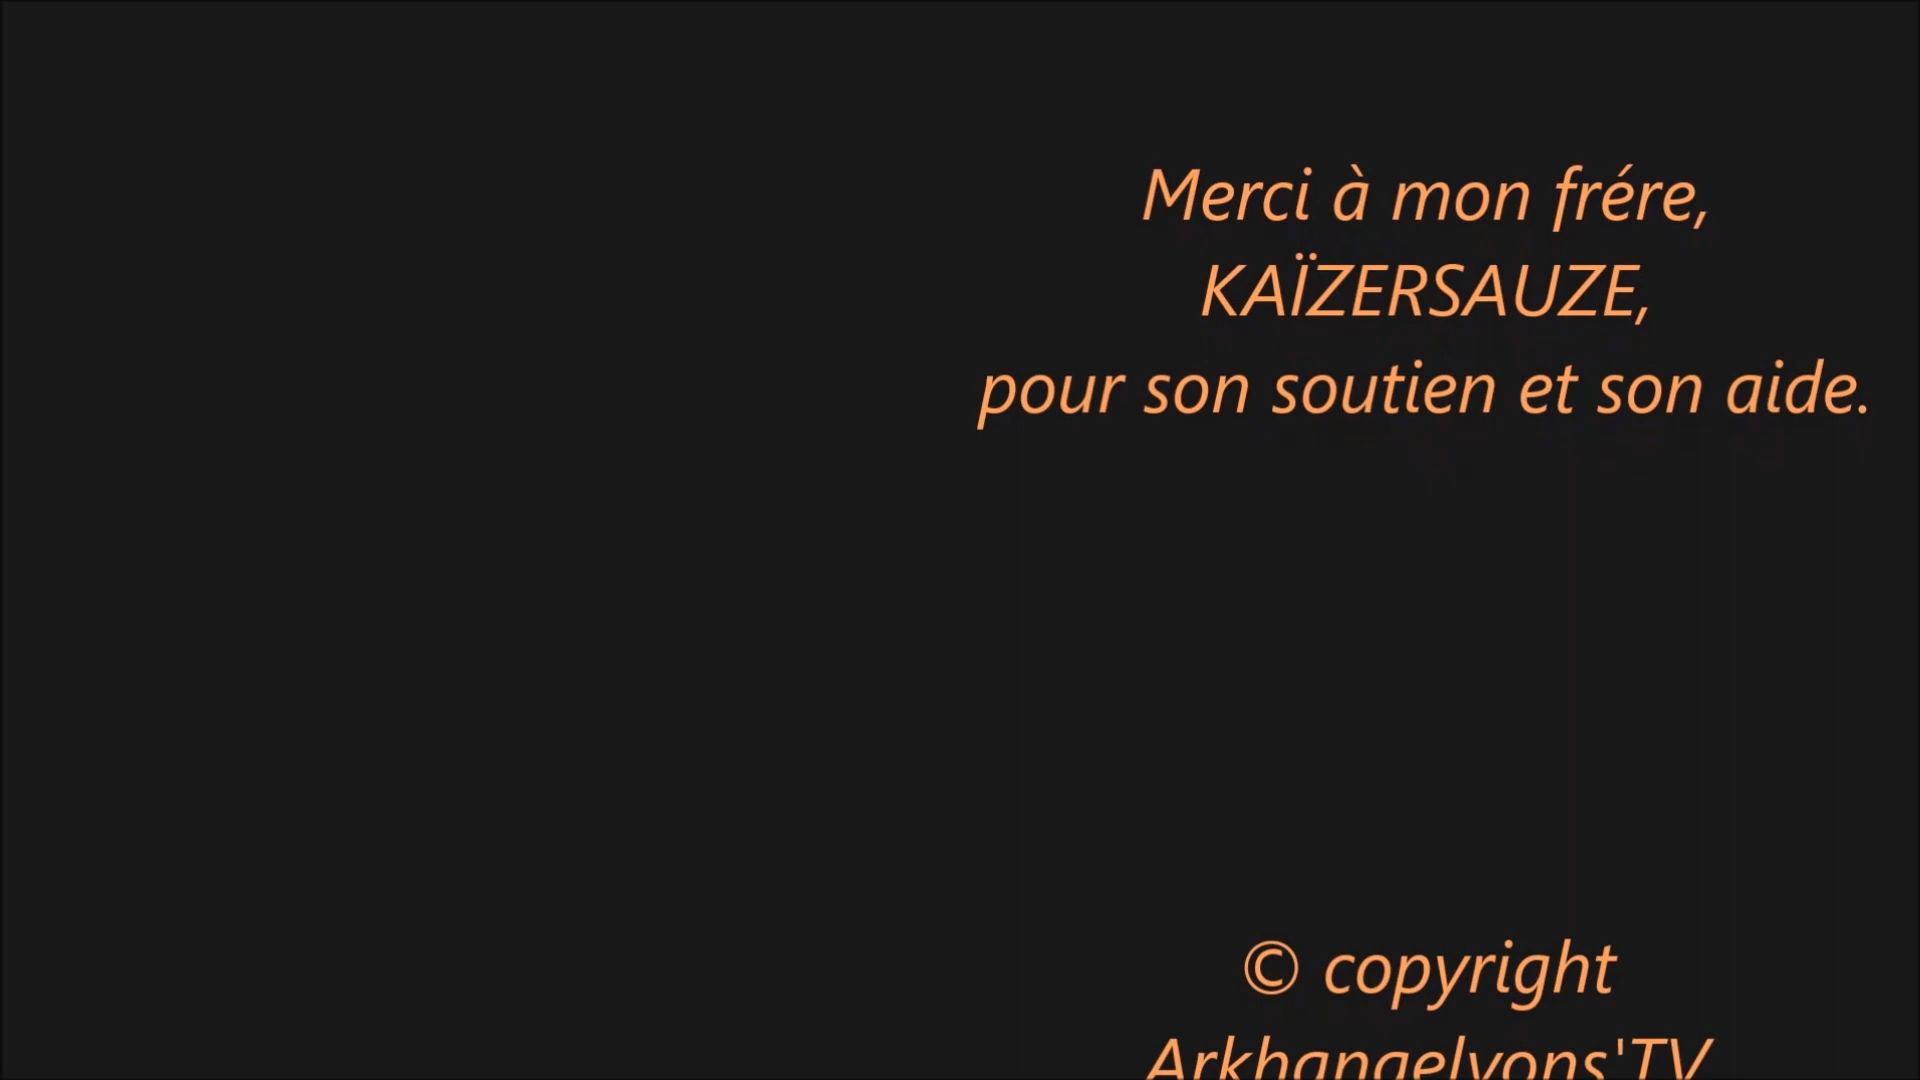 Merci à mon frére,
KAÏZERSAUZE,
pour son soutien et son aide.
© copyright
Arkhangelyons'TV